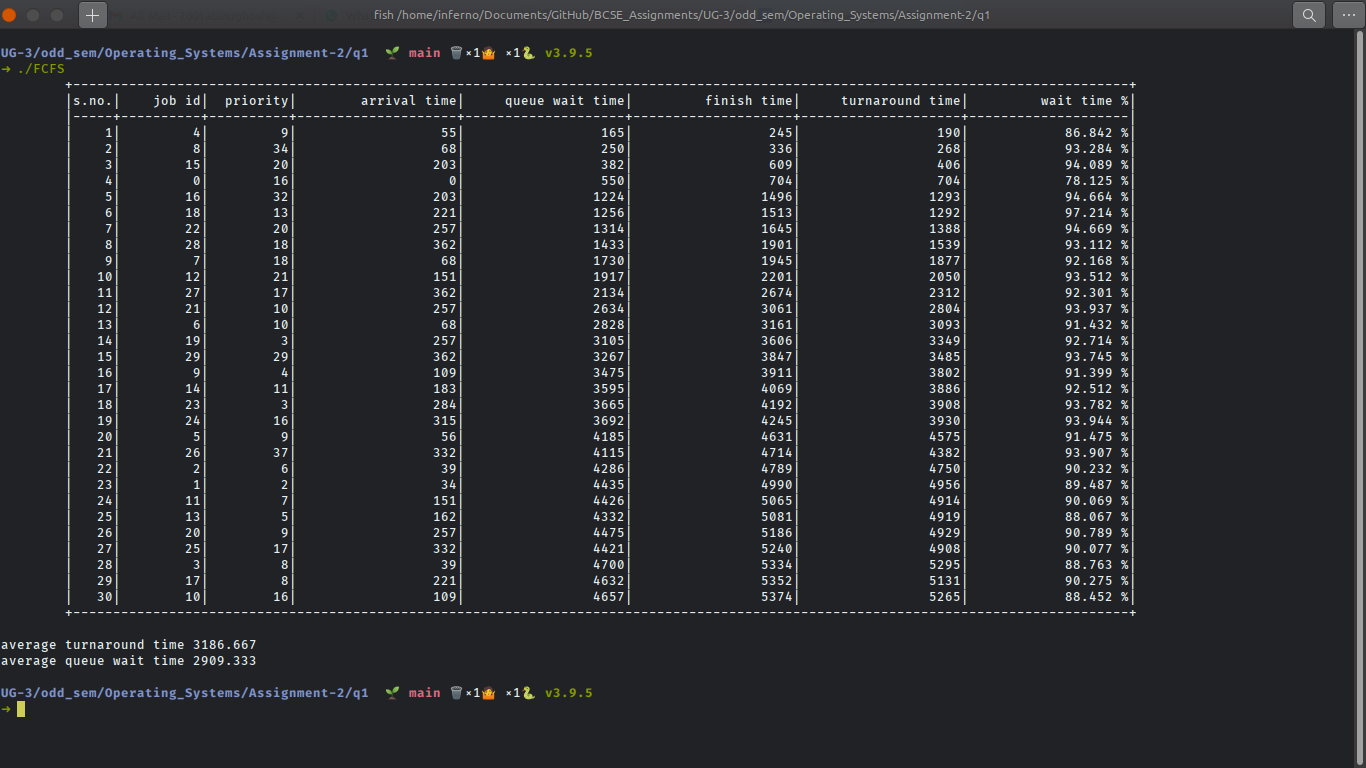 fish /home/inferno/Documents/GitHub/BCSE_Assignments/UG-3/odd_sem/Operating_Systems/Assignment-2/q1
UG-3/odd_sem/Operating_Systems/Assignment-2/q1 🌱 main 🗑️×1🤷 ×1🐍 v3.9.5
→ ./FCFS
s.no.| job id| priority| arrival time| queue wait time| finish time| turnaround time| wait time %|
1| 4| 9| 55| 165| 245| 190| 86.842 %|
2| 8| 34| 68| 250| 336| 268| 93.284 %|
3| 15| 20| 203| 382| 609| 406| 94.089 %|
4| 0| 16| 0| 550| 704| 704| 78.125 %|
5| 16| 32| 203| 1224| 1496| 1293| 94.664 %|
6| 18| 13| 221| 1256| 1513| 1292| 97.214 %|
7| 22| 20| 257| 1314| 1645| 1388| 94.669 %|
8| 28| 18| 362| 1433| 1901| 1539| 93.112 %|
9| 7| 18| 68| 1730| 1945| 1877| 92.168 %|
10| 12| 21| 151| 1917| 2201| 2050| 93.512 %|
11| 27| 17| 362| 2134| 2674| 2312| 92.301 %|
12| 21| 10| 257| 2634| 3061| 2804| 93.937 %|
13| 6| 10| 68| 2828| 3161| 3093| 91.432 %|
14| 19| 3| 257| 3105| 3606| 3349| 92.714 %|
15| 29| 29| 362| 3267| 3847| 3485| 93.745 %|
16| 9| 4| 109| 3475| 3911| 3802| 91.399 %|
17| 14| 11| 183| 3595| 4069| 3886| 92.512 %|
18| 23| 3| 284| 3665| 4192| 3908| 93.782 %|
19| 24| 16| 315| 3692| 4245| 3930| 93.944 %|
20| 5| 9| 56| 4185| 4631| 4575| 91.475 %|
21| 26| 37| 332| 4115| 4714| 4382| 93.907 %|
22| 2| 6| 39| 4286| 4789| 4750| 90.232 %|
23| 1| 2| 34| 4435| 4990| 4956| 89.487 %|
24| 11| 7| 151| 4426| 5065| 4914| 90.069 %|
25| 13| 5| 162| 4332| 5081| 4919| 88.067 %|
26| 20| 9| 257| 4475| 5186| 4929| 90.789 %|
27| 25| 17| 332| 4421| 5240| 4908| 90.077 %|
28| 3| 8| 39| 4700| 5334| 5295| 88.763 %|
29| 17| 8| 221| 4632| 5352| 5131| 90.275 %|
30| 10| 16| 109| 4657| 5374| 5265| 88.452 %|
average turnaround time 3186.667
average queue wait time 2909.333
UG-3/odd_sem/Operating_Systems/Assignment-2/q1 🌱 main 🗑️×1🤷 ×1🐍 v3.9.5
→